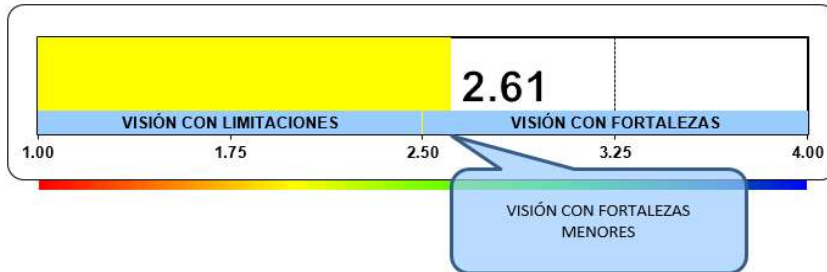 2.61
VISIÓN CON LIMITACIONES VISIÓN CON FORTALEZAS
1.00 1.75 2.50 3.25 4.00
VISIÓN CON FORTALEZAS
MENORES